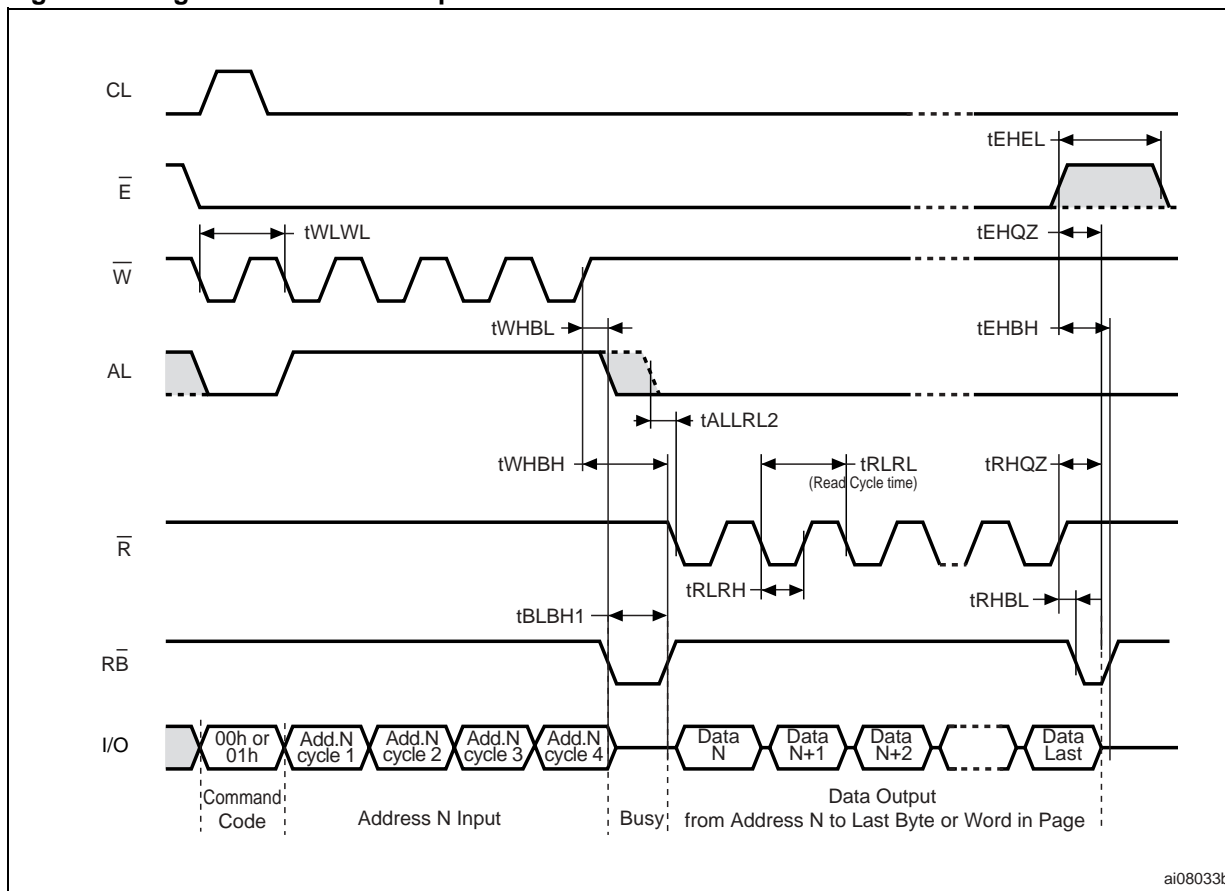 CL
tEHEL
E
tWLWL
tEHQZ
W
tWHBL
tEHBH
AL
tALLRL2
tWHBH
tRLRL
(Read Cycle time)
tRHQZ
R
tRLRH
tBLBH1
tRHBL
RB
I/O
00h or
01h
Add.N
cycle 1
Add.N
cycle 2
Add.N
cycle 3
Add.N
cycle 4
Data
N
Data
N+1
Data
N+2
Data
Last
Command
Code
Address N Input
Busy
Data Output
from Address N to Last Byte or Word in Page
ai08033b